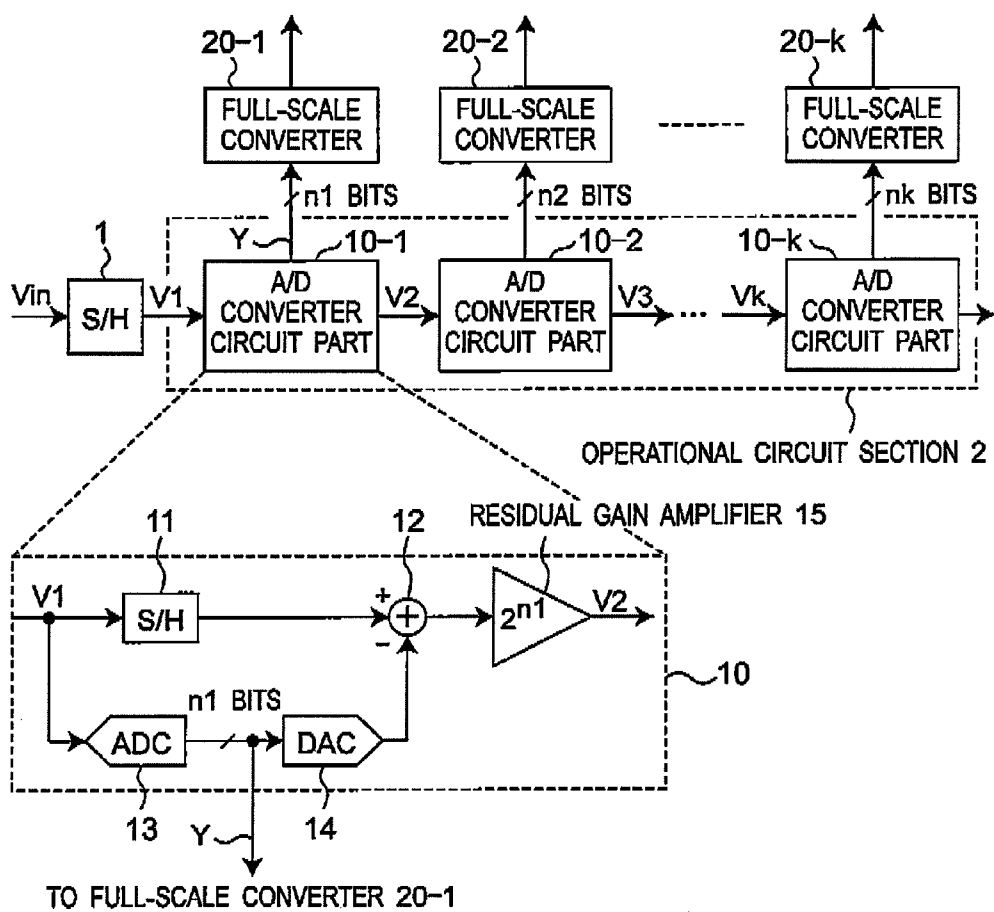 20-1
20-2
20-k
FULL-SCALE
CONVERTER
FULL-SCALE
CONVERTER
FULL-SCALE
CONVERTER
n1 BITS
n2 BITS
nk BITS
1
Y
10-1
10-2
10-k
Vin
S/H
V1
A/D
CONVERTER
CIRCUIT PART
V2
A/D
CONVERTER
CIRCUIT PART
V3
...
Vk
A/D
CONVERTER
CIRCUIT PART
OPERATIONAL CIRCUIT SECTION 2
RESIDUAL GAIN AMPLIFIER 15
11
12
V1
S/H
+
+
−
2^n1
V2
10
n1 BITS
ADC
DAC
13
14
Y
TO FULL-SCALE CONVERTER 20-1